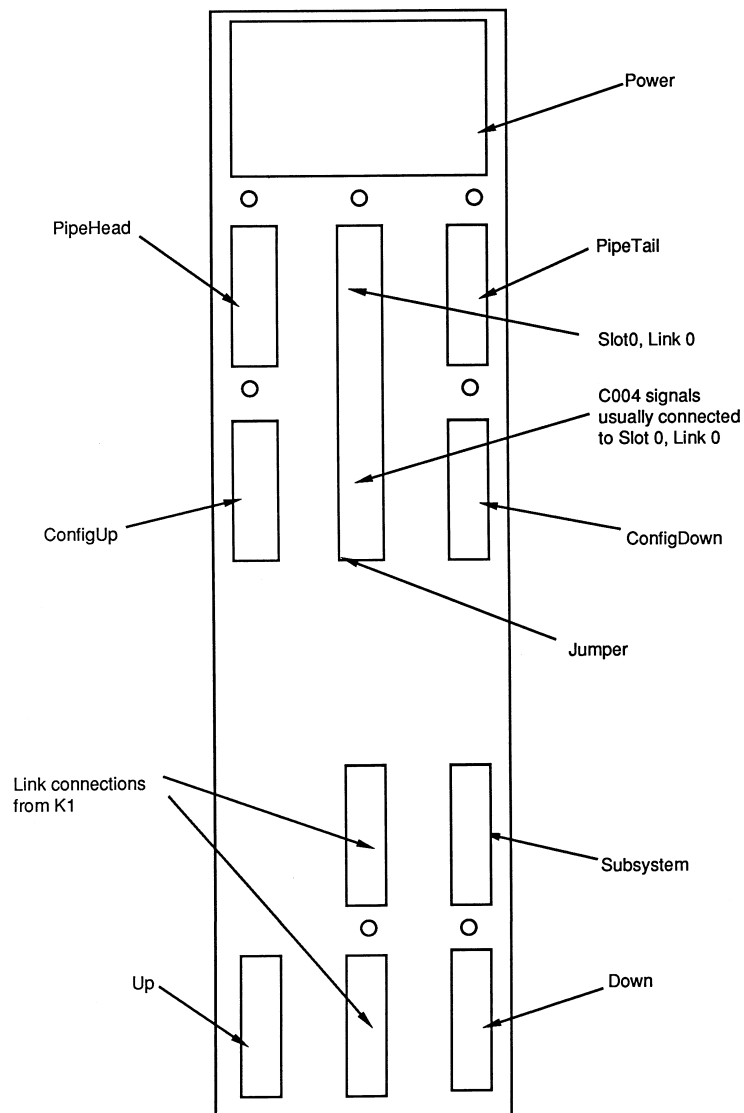 Power
PipeHead
PipeTail
Slot0, Link 0
C004 signals
usually connected
to Slot 0, Link 0
ConfigUp
ConfigDown
Jumper
Link connections
from K1
Subsystem
Up
Down